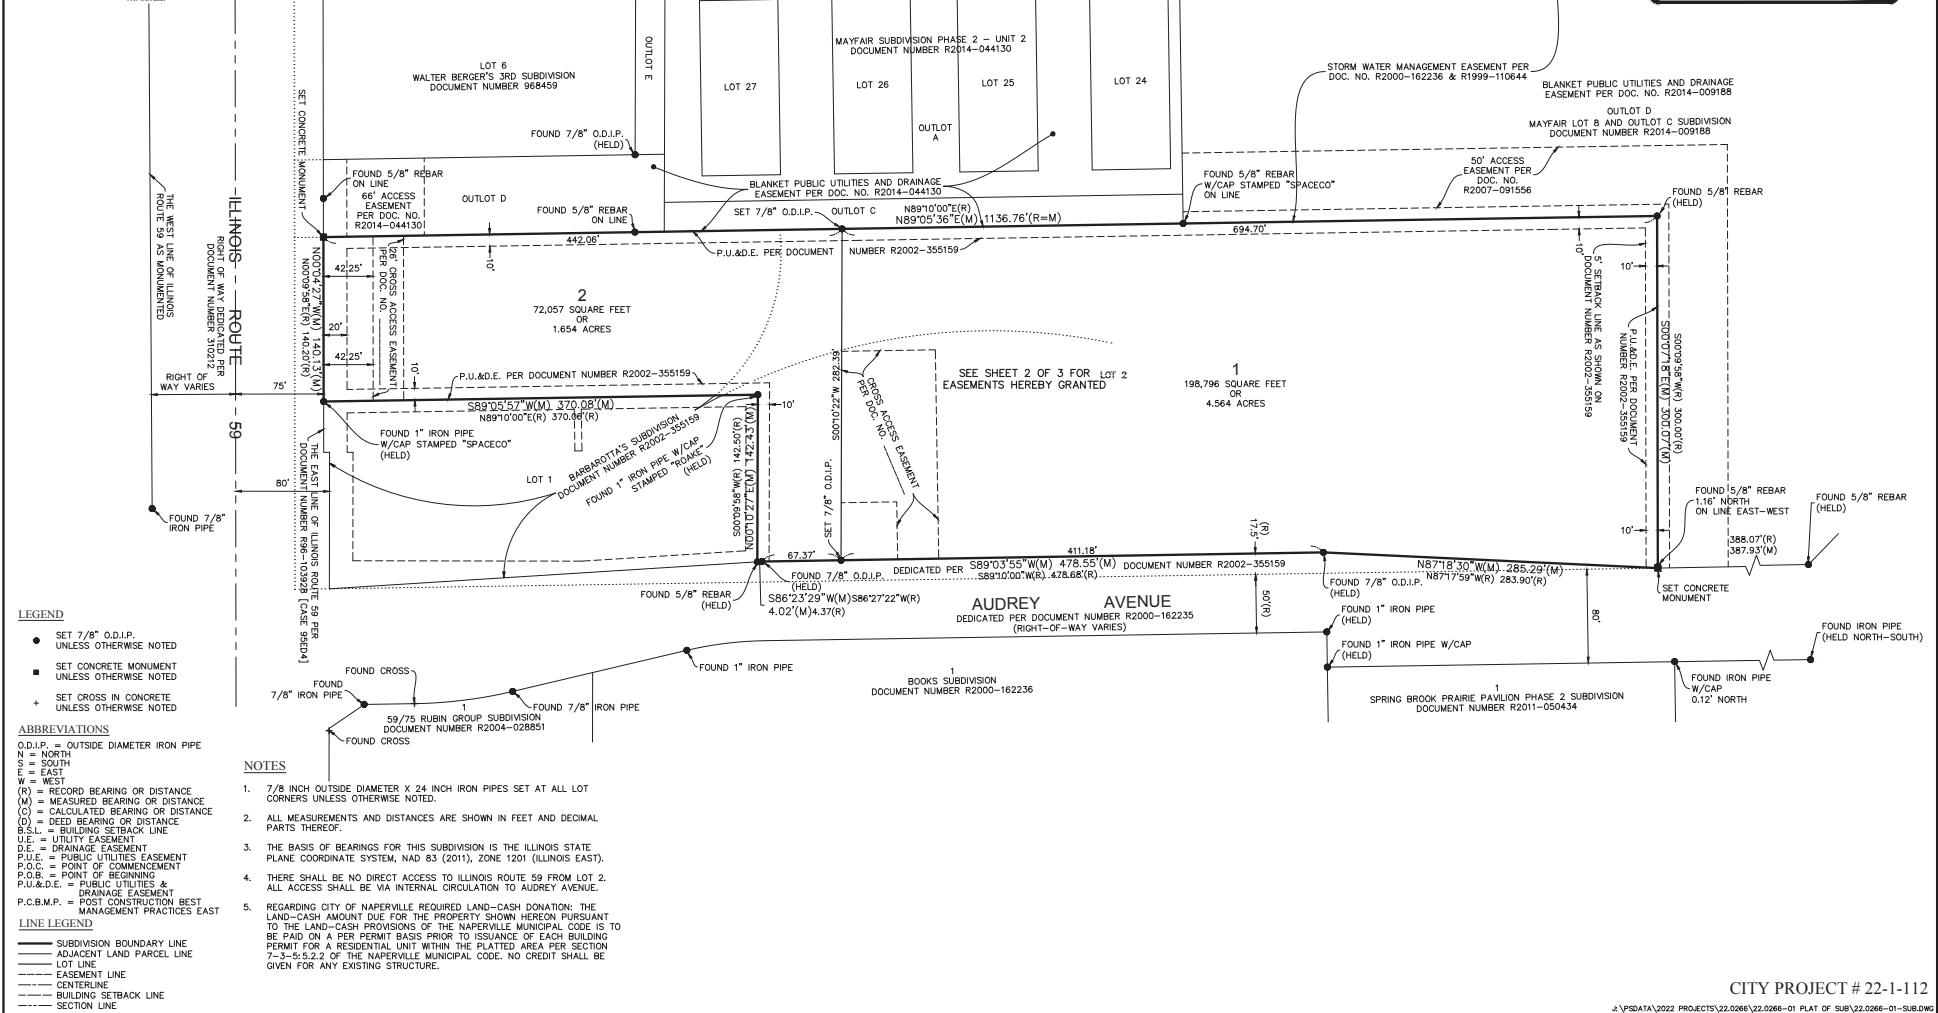 MAYFAIR SUBDIVISION PHASE 2 – UNIT 2
DOCUMENT NUMBER R2014–044130
LOT 6
WALTER BERGER'S 3RD SUBDIVISION
DOCUMENT NUMBER 968459
OUTLOT E
LOT 27
LOT 26
LOT 25
LOT 24
OUTLOT
A
STORM WATER MANAGEMENT EASEMENT PER
DOC. NO. R2000–162236 & R1999–110644
BLANKET PUBLIC UTILITIES AND DRAINAGE
EASEMENT PER DOC. NO. R2014–009188
OUTLOT D
MAYFAIR LOT 8 AND OUTLOT C SUBDIVISION
DOCUMENT NUMBER R2014–009188
SET CONCRETE MONUMENT
FOUND 7/8" O.D.I.P.
(HELD)
FOUND 5/8" REBAR
ON LINE
66' ACCESS
EASEMENT
PER DOC. NO.
R2014–044130
OUTLOT D
FOUND 5/8" REBAR
ON LINE
BLANKET PUBLIC UTILITIES AND DRAINAGE
EASEMENT PER DOC. NO. R2014–044130
SET 7/8" O.D.I.P.
OUTLOT C
N89°10'00"E(R)
N89°05'36"E(M) 1136.76'(R=M)
FOUND 5/8" REBAR
W/CAP STAMPED "SPACECO"
ON LINE
50' ACCESS
EASEMENT PER
DOC. NO.
R2007–091556
FOUND 5/8" REBAR
(HELD)
THE WEST LINE OF ILLINOIS
ROUTE 59 AS MONUMENTED
RIGHT OF WAY DEDICATED PER
DOCUMENT NUMBER 310212
ILLINOIS ROUTE 59
442.06'
694.70'
10'
10'
P.U.&D.E. PER DOCUMENT NUMBER R2002–355159
N00°04'27"W(M) 140.13'(M)
N00°09'58"E(R) 140.20'(R)
42.25'
20'
42.25'
26' CROSS ACCESS EASEMENT
PER DOC. NO.
2
72,057 SQUARE FEET
OR
1.654 ACRES
10'
P.U.&D.E. PER DOCUMENT NUMBER R2002–355159
RIGHT OF
WAY VARIES
75'
S89°05'57"W(M) 370.08'(M)
N89°10'00"E(R) 370.06'(R)
10'
S00°10'22"W 282.39'
SEE SHEET 2 OF 3 FOR
EASEMENTS HEREBY GRANTED
LOT 2
1
198,796 SQUARE FEET
OR
4.564 ACRES
CROSS ACCESS EASEMENT
PER DOC. NO.
5' SETBACK LINE AS SHOWN ON
DOCUMENT NUMBER R2002–355159
10'
P.U.&D.E. PER DOCUMENT
NUMBER R2002–355159
S00°07'18"E(M) 300.07'(M)
S00°09'58"W(R) 300.00'(R)
FOUND 1" IRON PIPE
W/CAP STAMPED "SPACECO"
(HELD)
THE EAST LINE OF ILLINOIS ROUTE 59 PER
DOCUMENT NUMBER R96–103928 [CASE 95ED4]
LOT 1
BARBAROTTA'S SUBDIVISION
DOCUMENT NUMBER R2002–355159
FOUND 1" IRON PIPE W/CAP
STAMPED "ROAKE"
(HELD)
S00°09'58"W(R) 142.50'(R)
N00°10'27"E(M) 142.43'(M)
80'
FOUND 7/8"
IRON PIPE
SET 7/8" O.D.I.P.
17.5'
(R)
10'
FOUND 5/8" REBAR
1.16' NORTH
ON LINE EAST–WEST
FOUND 5/8" REBAR
(HELD)
388.07'(R)
387.93'(M)
67.37'
411.18'
DEDICATED PER
S89°03'55"W(M) 478.55'(M)
S89°10'00"W(R) 478.68'(R)
DOCUMENT NUMBER R2002–355159
N87°18'30"W(M) 285.29'(M)
N87°17'59"W(R) 283.90'(R)
FOUND 7/8" O.D.I.P.
(HELD)
FOUND 5/8" REBAR
(HELD)
S86°23'29"W(M)S86°27'22"W(R)
4.02'(M)4.37(R)
FOUND 7/8" O.D.I.P.
(HELD)
SET CONCRETE
MONUMENT
AUDREY AVENUE
DEDICATED PER DOCUMENT NUMBER R2000–162235
(RIGHT–OF–WAY VARIES)
50'(R)
80'
FOUND 1" IRON PIPE
(HELD)
FOUND 1" IRON PIPE W/CAP
(HELD)
FOUND IRON PIPE
(HELD NORTH–SOUTH)
FOUND IRON PIPE
W/CAP
0.12' NORTH
FOUND 1" IRON PIPE
FOUND CROSS
FOUND
7/8" IRON PIPE
FOUND 7/8" IRON PIPE
1
59/75 RUBIN GROUP SUBDIVISION
DOCUMENT NUMBER R2004–028851
FOUND CROSS
1
BOOKS SUBDIVISION
DOCUMENT NUMBER R2000–162236
1
SPRING BROOK PRAIRIE PAVILION PHASE 2 SUBDIVISION
DOCUMENT NUMBER R2011–050434
LEGEND
SET 7/8" O.D.I.P.
UNLESS OTHERWISE NOTED
SET CONCRETE MONUMENT
UNLESS OTHERWISE NOTED
SET CROSS IN CONCRETE
UNLESS OTHERWISE NOTED
ABBREVIATIONS
O.D.I.P. = OUTSIDE DIAMETER IRON PIPE
N = NORTH
S = SOUTH
E = EAST
W = WEST
(R) = RECORD BEARING OR DISTANCE
(M) = MEASURED BEARING OR DISTANCE
(C) = CALCULATED BEARING OR DISTANCE
(D) = DEED BEARING OR DISTANCE
B.S.L. = BUILDING SETBACK LINE
U.E. = UTILITY EASEMENT
D.E. = DRAINAGE EASEMENT
P.U.E. = PUBLIC UTILITIES EASEMENT
P.O.C. = POINT OF COMMENCEMENT
P.O.B. = POINT OF BEGINNING
P.U.&.D.E. = PUBLIC UTILITIES &
DRAINAGE EASEMENT
P.C.B.M.P. = POST CONSTRUCTION BEST
MANAGEMENT PRACTICES EAST
LINE LEGEND
SUBDIVISION BOUNDARY LINE
ADJACENT LAND PARCEL LINE
LOT LINE
EASEMENT LINE
CENTERLINE
BUILDING SETBACK LINE
SECTION LINE
NOTES
1. 7/8 INCH OUTSIDE DIAMETER X 24 INCH IRON PIPES SET AT ALL LOT
CORNERS UNLESS OTHERWISE NOTED.
2. ALL MEASUREMENTS AND DISTANCES ARE SHOWN IN FEET AND DECIMAL
PARTS THEREOF.
3. THE BASIS OF BEARINGS FOR THIS SUBDIVISION IS THE ILLINOIS STATE
PLANE COORDINATE SYSTEM, NAD 83 (2011), ZONE 1201 (ILLINOIS EAST).
4. THERE SHALL BE NO DIRECT ACCESS TO ILLINOIS ROUTE 59 FROM LOT 2.
ALL ACCESS SHALL BE VIA INTERNAL CIRCULATION TO AUDREY AVENUE.
5. REGARDING CITY OF NAPERVILLE REQUIRED LAND–CASH DONATION: THE
LAND–CASH AMOUNT DUE FOR THE PROPERTY SHOWN HEREON PURSUANT
TO THE LAND–CASH PROVISIONS OF THE NAPERVILLE MUNICIPAL CODE IS TO
BE PAID ON A PER PERMIT BASIS PRIOR TO ISSUANCE OF EACH BUILDING
PERMIT FOR A RESIDENTIAL UNIT WITHIN THE PLATTED AREA PER SECTION
7–3–5:5.2.2 OF THE NAPERVILLE MUNICIPAL CODE. NO CREDIT SHALL BE
GIVEN FOR ANY EXISTING STRUCTURE.
CITY PROJECT # 22-1-112
J:\PSDATA\2022 PROJECTS\22.0266\22.0266–01 PLAT OF SUB\22.0266–01–SUB.DWG